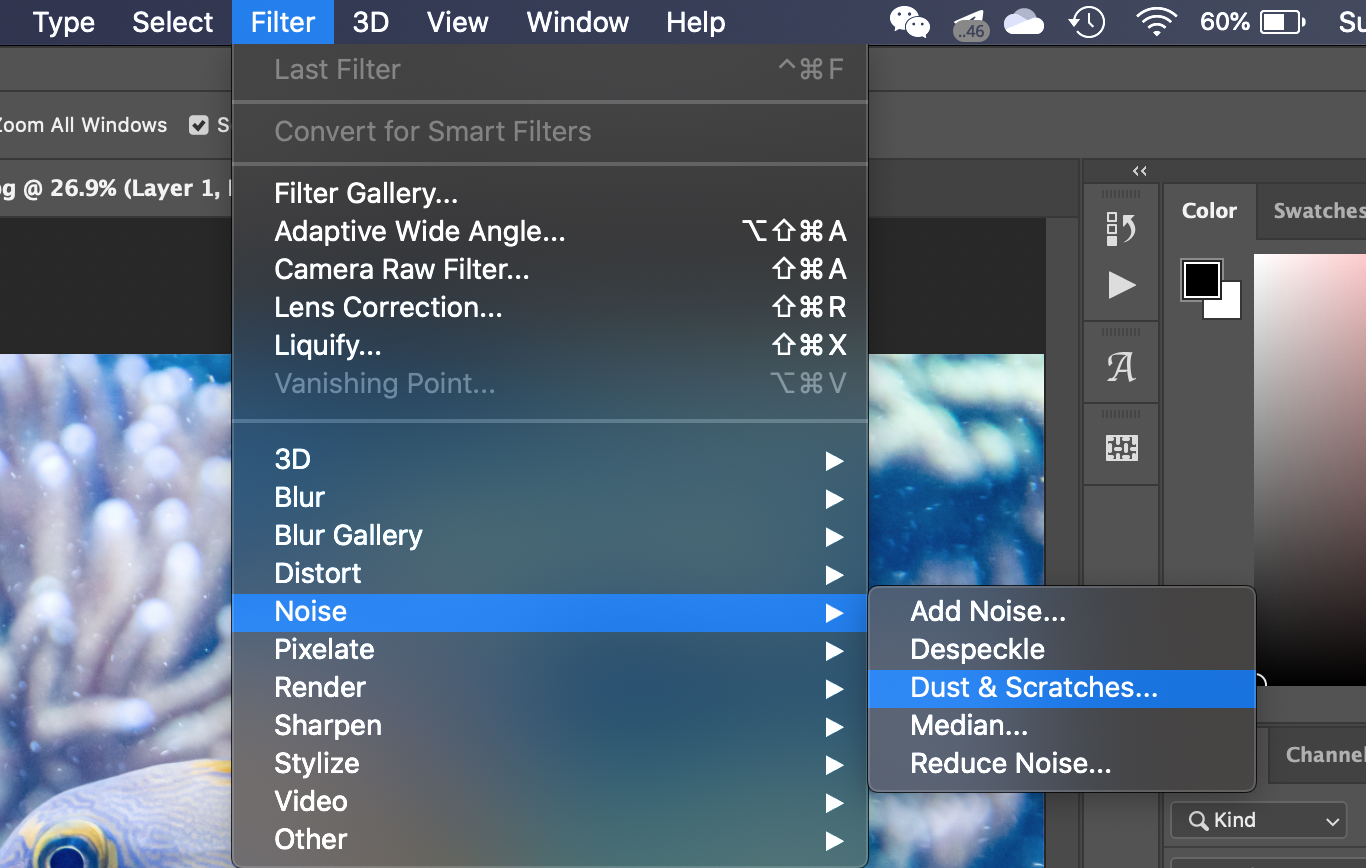 Type Select Filter 3D View Window Help ..46 60% Su
Last Filter ^⌘F
Convert for Smart Filters
Zoom All Windows
Filter Gallery...
Adaptive Wide Angle... ⌥⇧⌘A
Camera Raw Filter... ⇧⌘A
Lens Correction... ⇧⌘R
Liquify... ⇧⌘X
Vanishing Point... ⌥⌘V
3D
Blur
Blur Gallery
Distort
Noise
Pixelate
Render
Sharpen
Stylize
Video
Other
Add Noise...
Despeckle
Dust & Scratches...
Median...
Reduce Noise...
g @ 26.9% (Layer 1,
Color Swatches
Channel
Kind